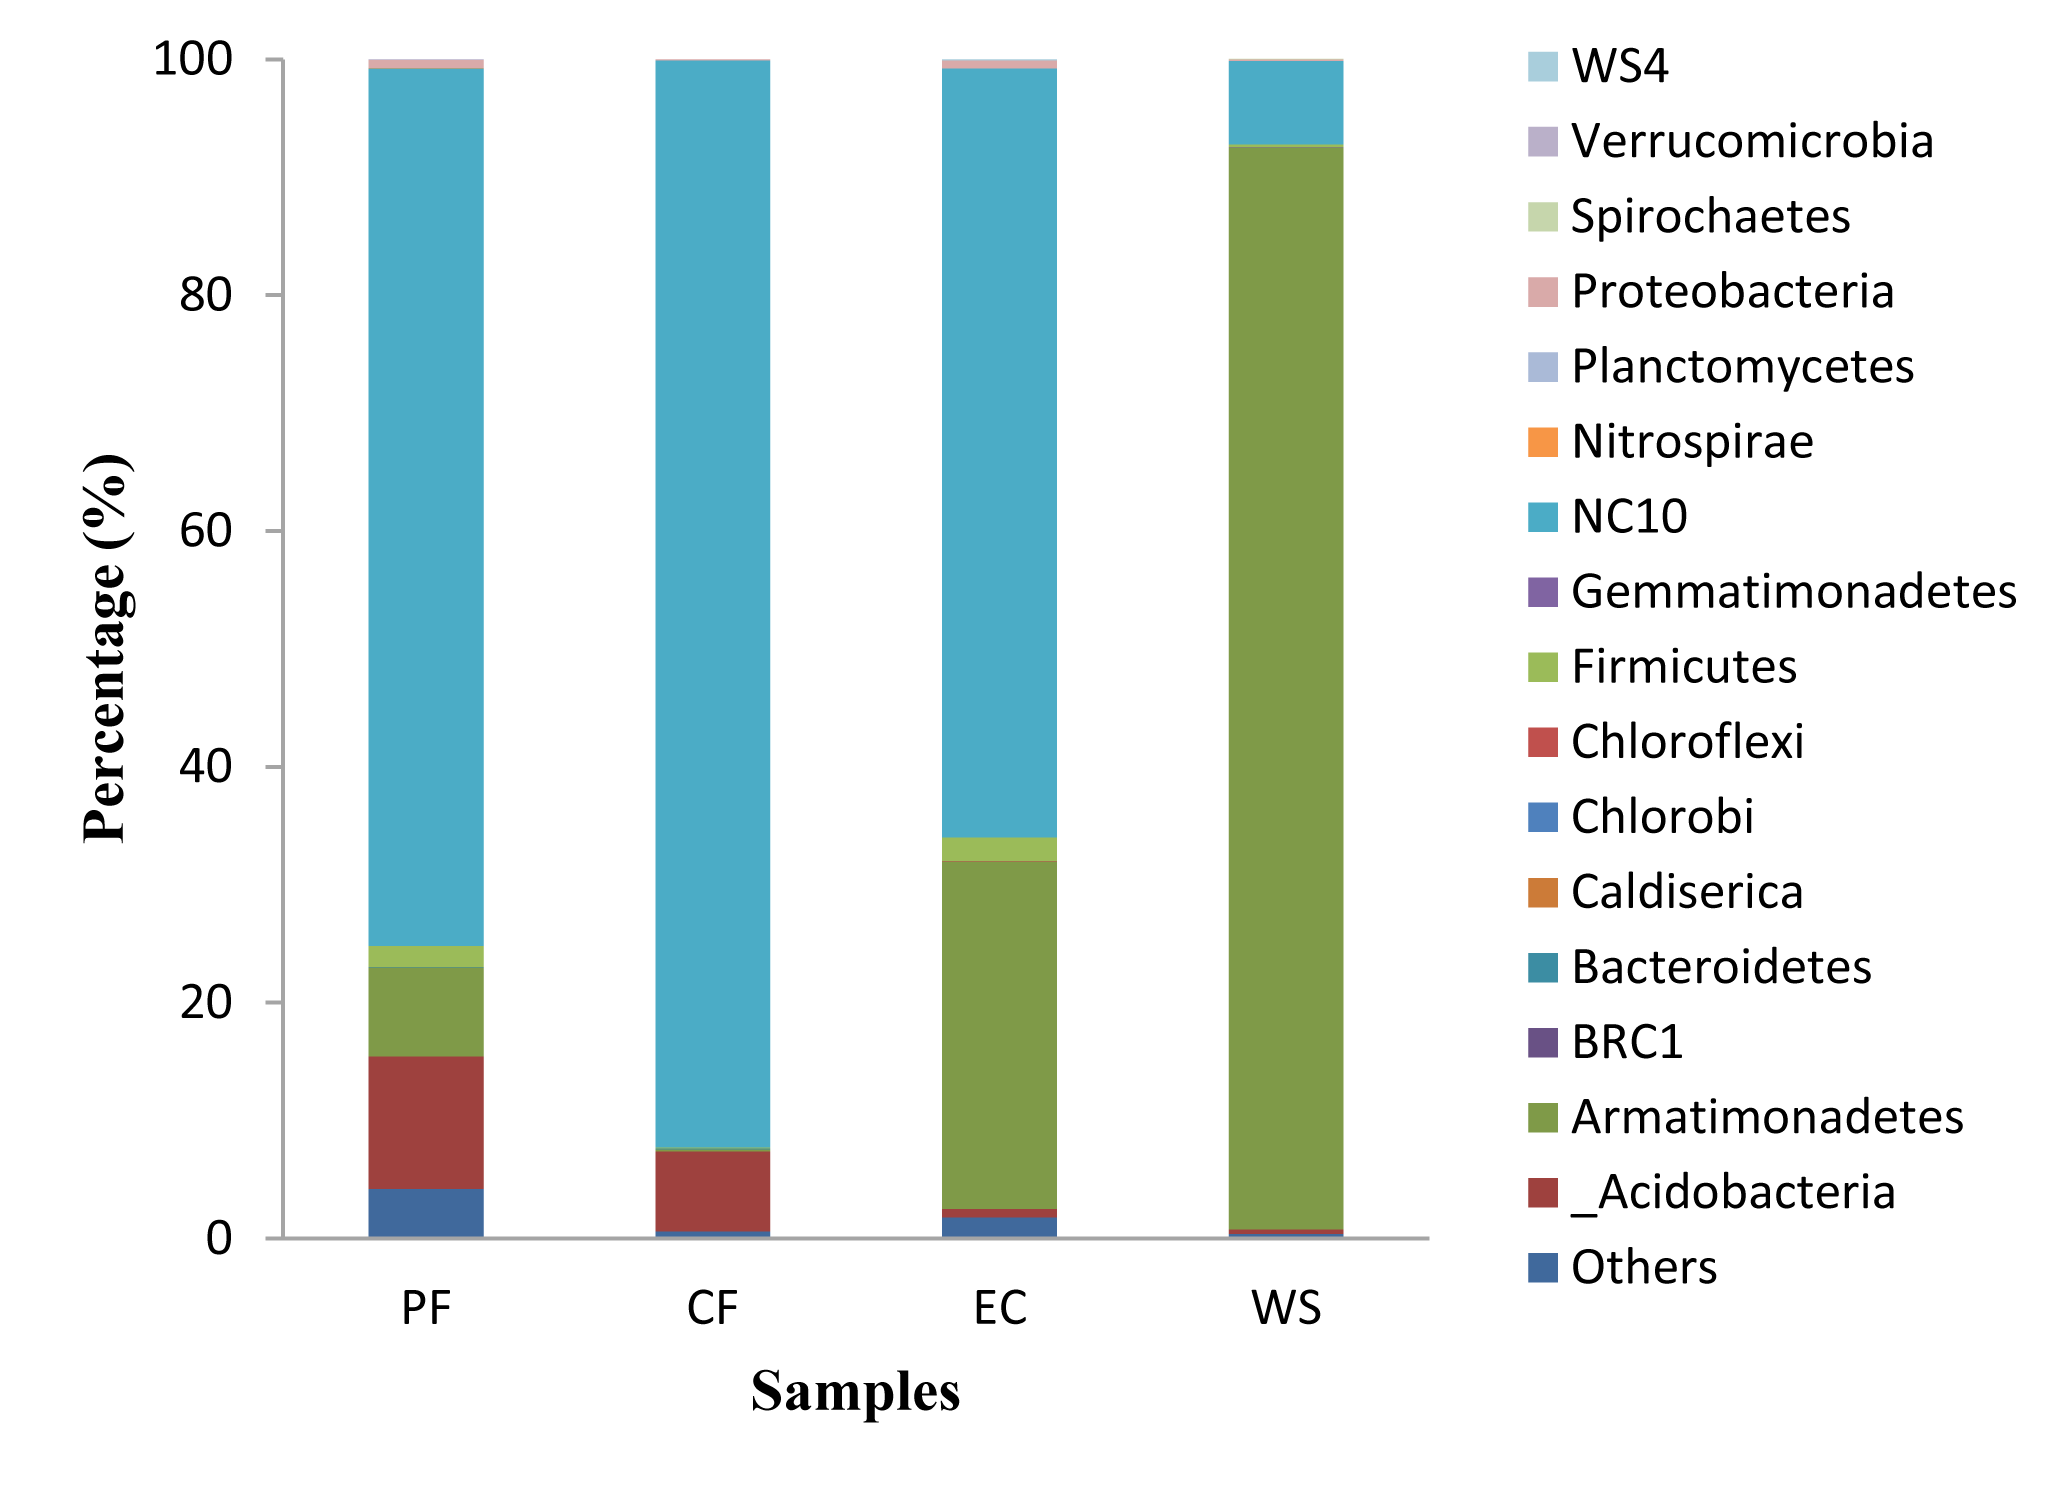 100
80
60
40
20
0
Percentage (%)
PF
CF
EC
WS
Samples
WS4
Verrucomicrobia
Spirochaetes
Proteobacteria
Planctomycetes
Nitrospirae
NC10
Gemmatimonadetes
Firmicutes
Chloroflexi
Chlorobi
Caldiserica
Bacteroidetes
BRC1
Armatimonadetes
_Acidobacteria
Others